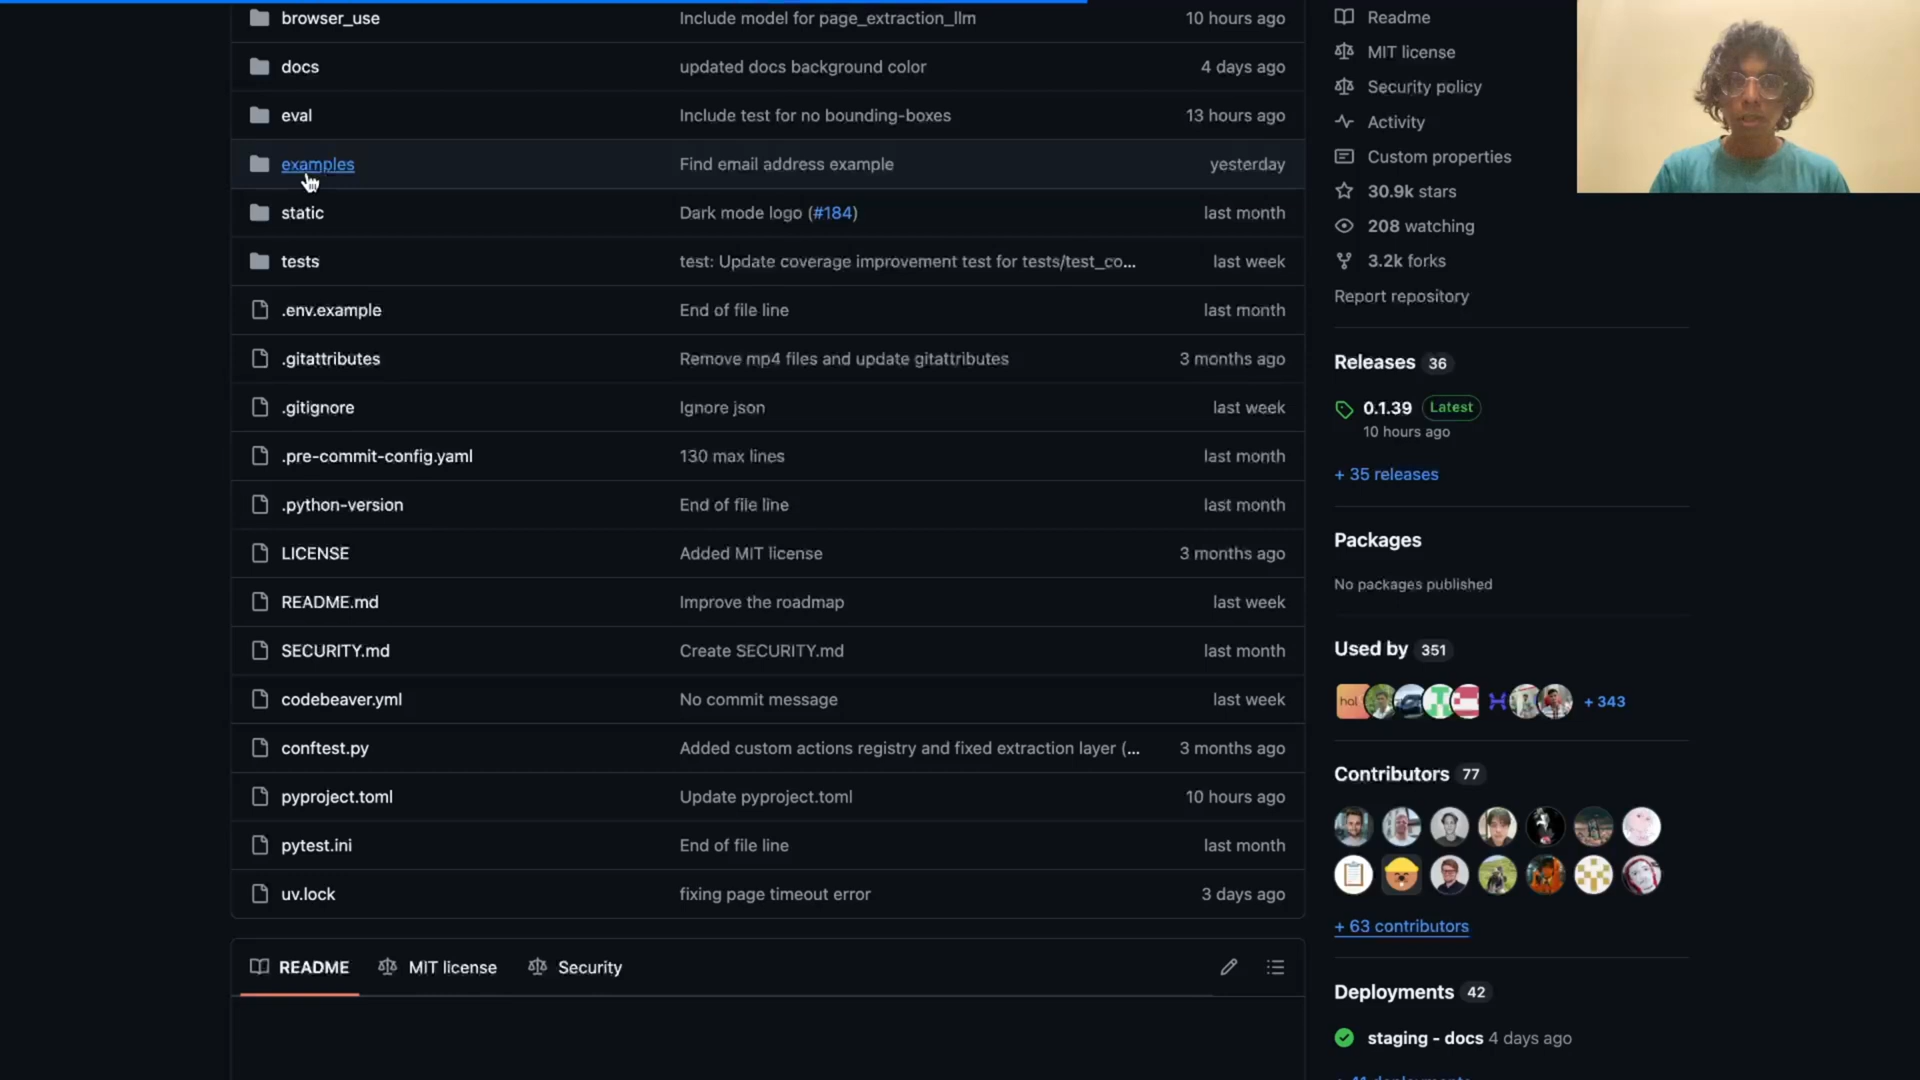 browser_use Include model for page_extraction_llm 10 hours ago
docs updated docs background color 4 days ago
eval Include test for no bounding-boxes 13 hours ago
examples Find email address example yesterday
static Dark mode logo (#184) last month
tests test: Update coverage improvement test for tests/test_co... last week
.env.example End of file line last month
.gitattributes Remove mp4 files and update gitattributes 3 months ago
.gitignore Ignore json last week
.pre-commit-config.yaml 130 max lines last month
.python-version End of file line last month
LICENSE Added MIT license 3 months ago
README.md Improve the roadmap last week
SECURITY.md Create SECURITY.md last month
codebeaver.yml No commit message last week
conftest.py Added custom actions registry and fixed extraction layer (... 3 months ago
pyproject.toml Update pyproject.toml 10 hours ago
pytest.ini End of file line last month
uv.lock fixing page timeout error 3 days ago
README MIT license Security
Readme
MIT license
Security policy
Activity
Custom properties
30.9k stars
208 watching
3.2k forks
Report repository
Releases 36
0.1.39 Latest
10 hours ago
+ 35 releases
Packages
No packages published
Used by 351
hal
+ 343
Contributors 77
+ 63 contributors
Deployments 42
staging - docs 4 days ago